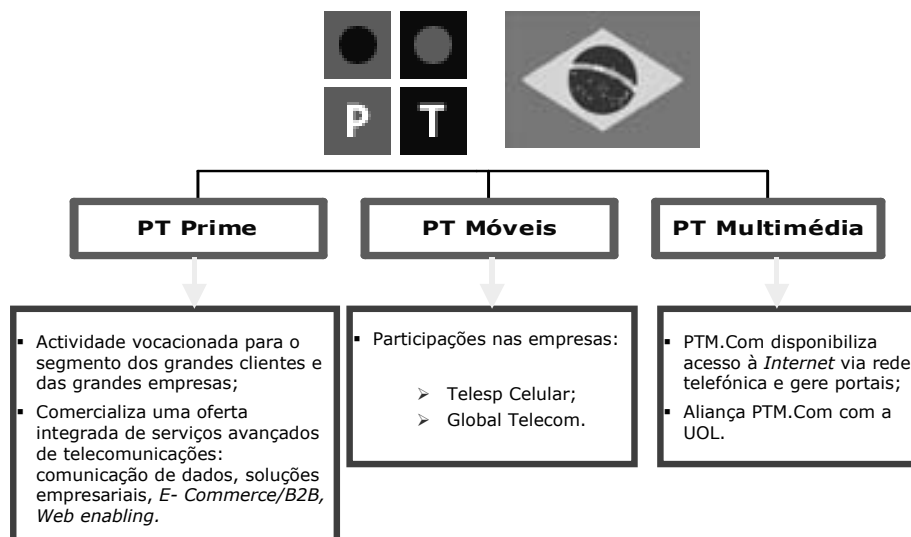 P T
PT Prime
PT Móveis
PT Multimédia
▪ Actividade vocacionada para o
segmento dos grandes clientes e
das grandes empresas;
▪ Comercializa uma oferta
integrada de serviços avançados
de telecomunicações:
comunicação de dados, soluções
empresariais, E- Commerce/B2B,
Web enabling.
▪ Participações nas empresas:
➢ Telesp Celular;
➢ Global Telecom.
▪ PTM.Com disponibiliza
acesso à Internet via rede
telefónica e gere portais;
▪ Aliança PTM.Com com a
UOL.